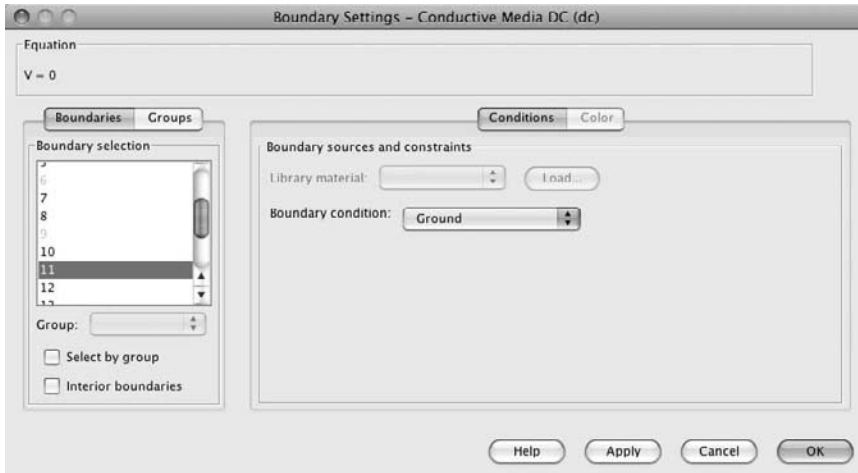 Boundary Settings – Conductive Media DC (dc)
Equation
V = 0
Boundaries Groups
Conditions Color
Boundary selection
6
7
8
9
10
11
12
Group:
Select by group
Interior boundaries
Boundary sources and constraints
Library material:
Load...
Boundary condition:
Ground
Help Apply Cancel OK